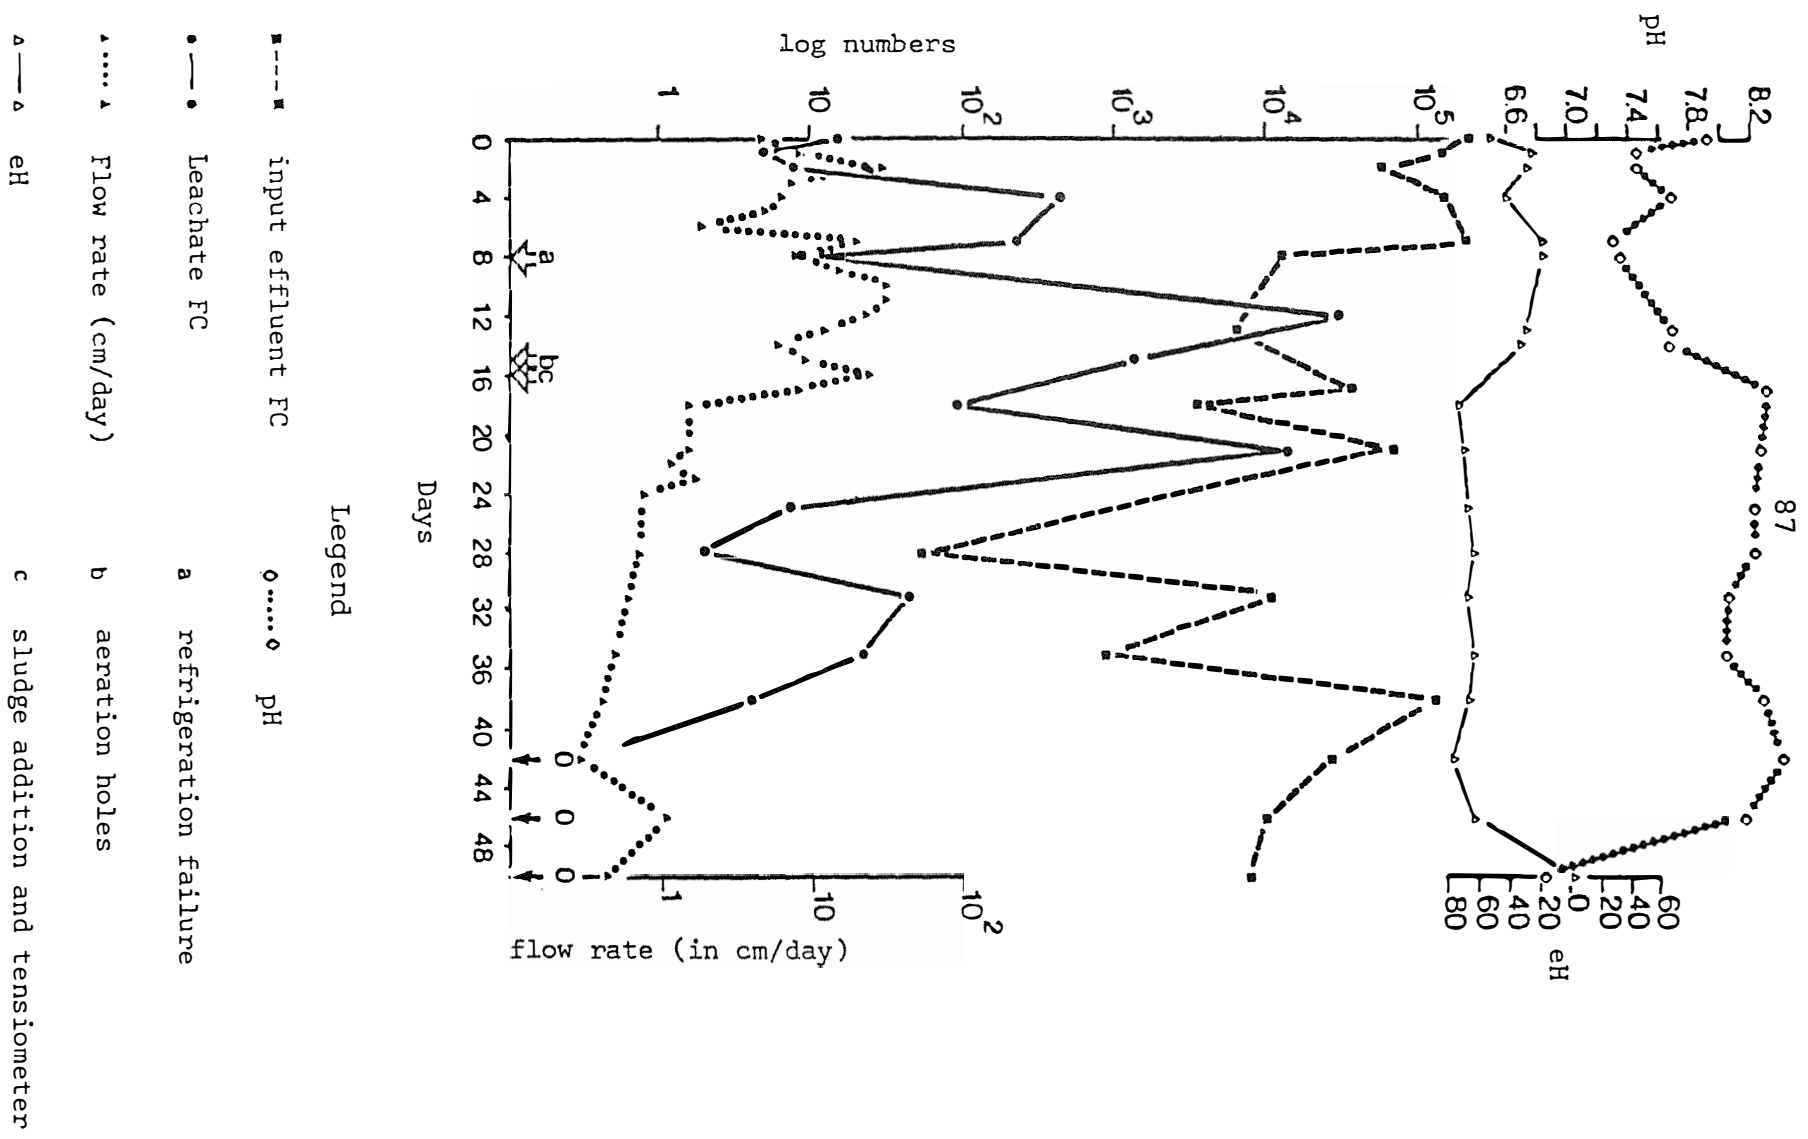 87
pH
8.2
7.8
7.4
7.0
6.6
log numbers
10^5
10^4
10^3
10^2
10
1
0
4
8
12
16
20
24
28
32
36
40
44
48
a
b
c
0
0
0
Days
60
40
20
0
-20
-40
-60
-80
eH
10^2
10
1
flow rate (in cm/day)
Legend
input effluent FC
Leachate FC
Flow rate (cm/day)
eH
pH
a refrigeration failure
b aeration holes
c sludge addition and tensiometer